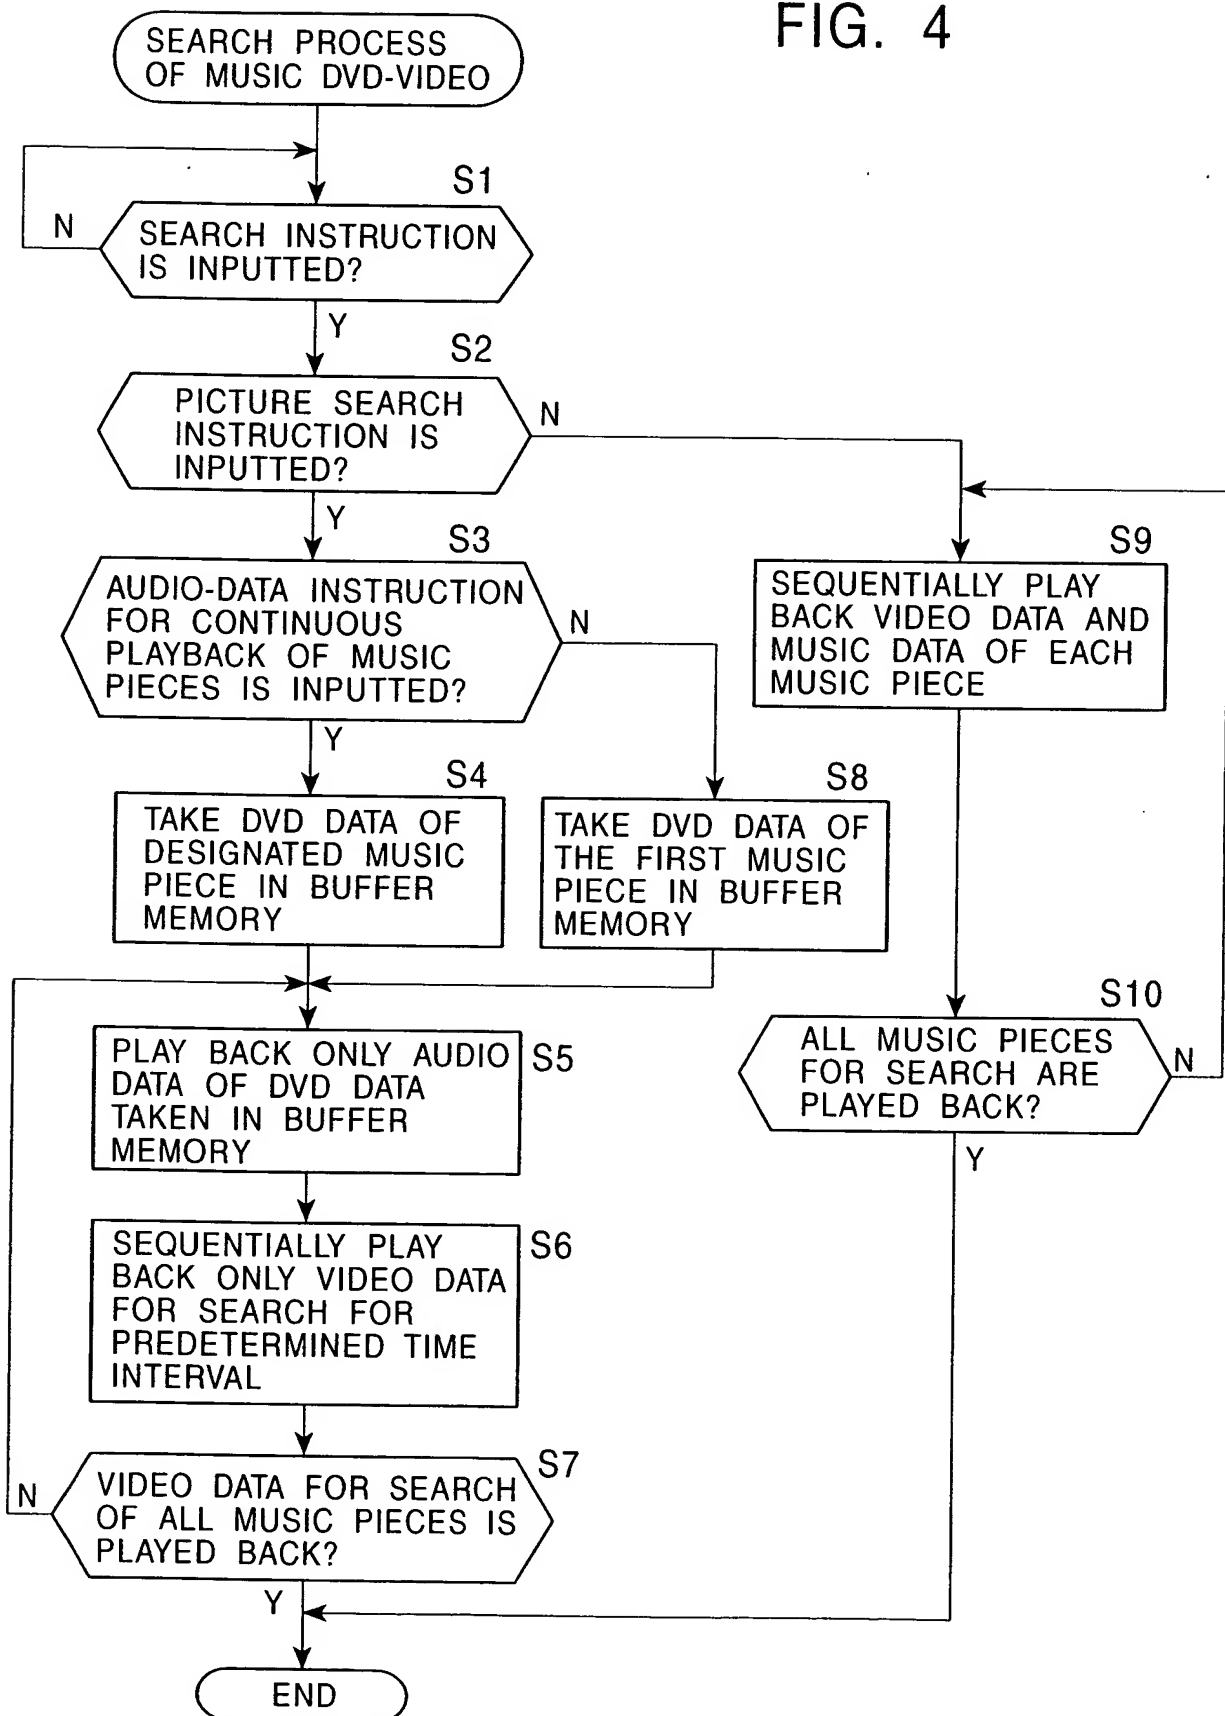 FIG. 4
SEARCH PROCESS
OF MUSIC DVD-VIDEO
S1
N
SEARCH INSTRUCTION
IS INPUTTED?
Y
S2
PICTURE SEARCH
INSTRUCTION IS
INPUTTED?
N
Y
S3
AUDIO-DATA INSTRUCTION
FOR CONTINUOUS
PLAYBACK OF MUSIC
PIECES IS INPUTTED?
N
Y
S4
TAKE DVD DATA OF
DESIGNATED MUSIC
PIECE IN BUFFER
MEMORY
S8
TAKE DVD DATA OF
THE FIRST MUSIC
PIECE IN BUFFER
MEMORY
S9
SEQUENTIALLY PLAY
BACK VIDEO DATA AND
MUSIC DATA OF EACH
MUSIC PIECE
S5
PLAY BACK ONLY AUDIO
DATA OF DVD DATA
TAKEN IN BUFFER
MEMORY
S10
ALL MUSIC PIECES
FOR SEARCH ARE
PLAYED BACK?
N
Y
S6
SEQUENTIALLY PLAY
BACK ONLY VIDEO DATA
FOR SEARCH FOR
PREDETERMINED TIME
INTERVAL
S7
N
VIDEO DATA FOR SEARCH
OF ALL MUSIC PIECES IS
PLAYED BACK?
Y
END